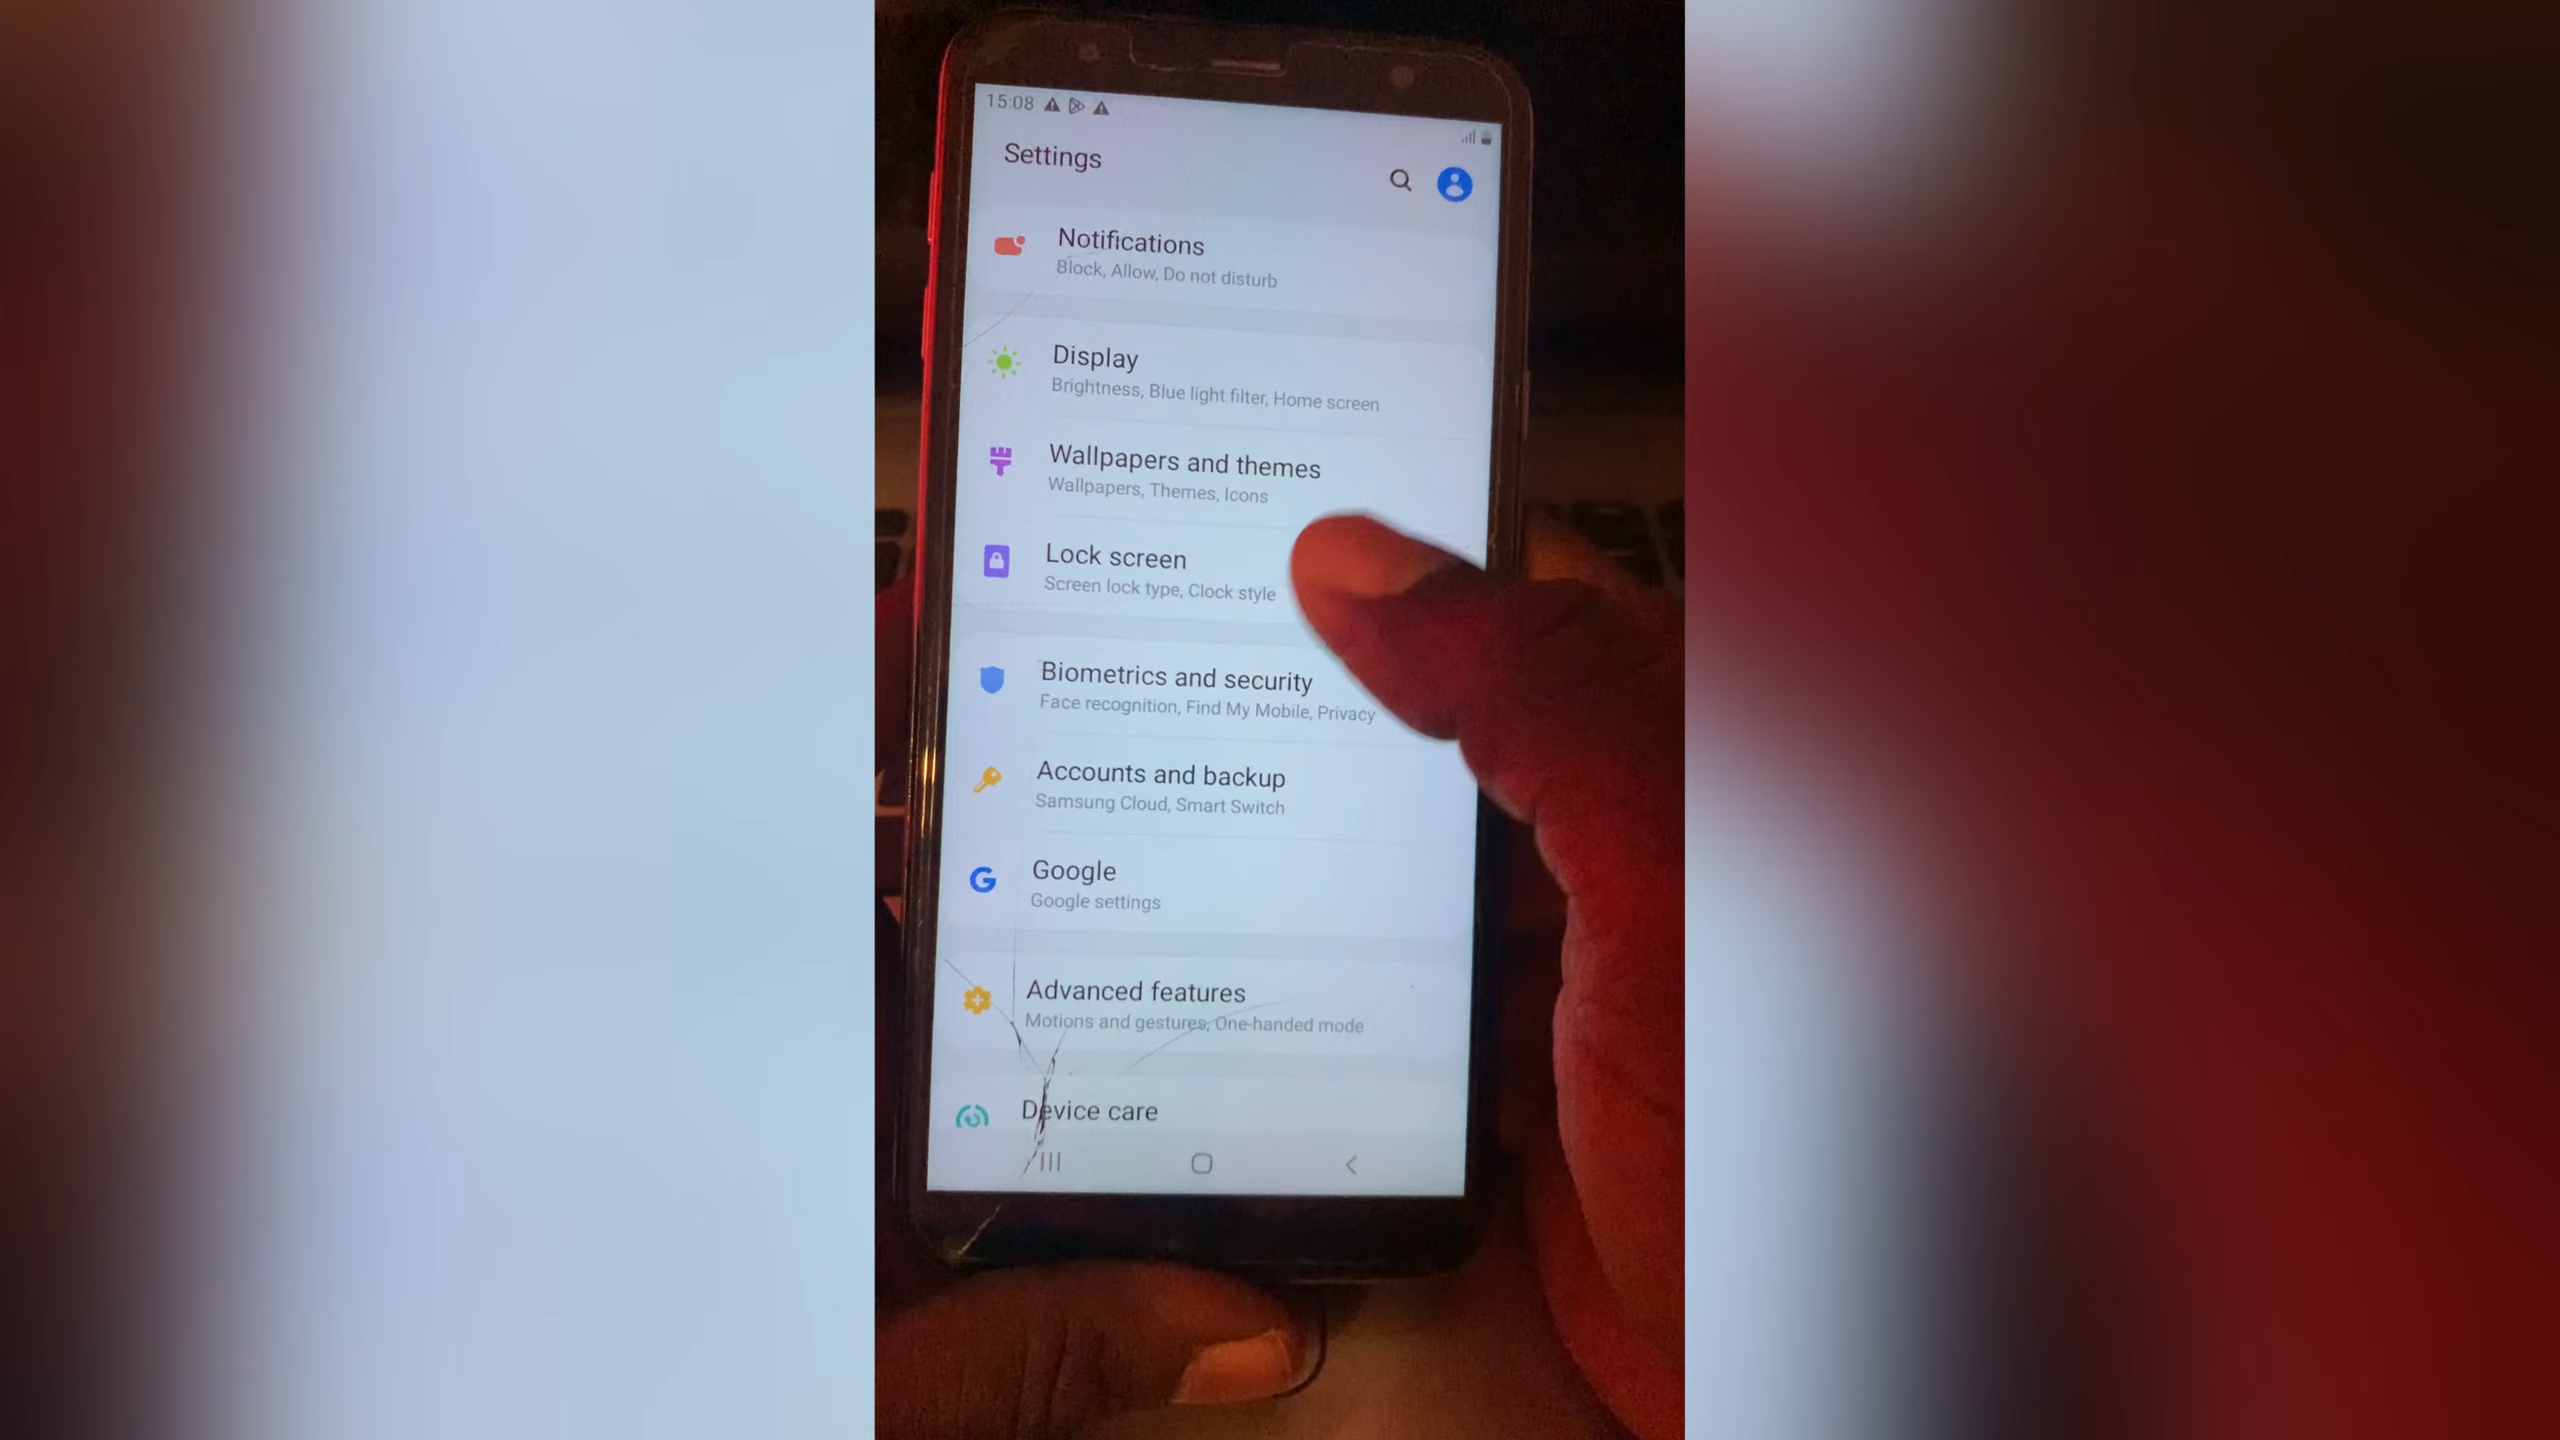 15:08
Settings
Notifications
Block, Allow, Do not disturb
Display
Brightness, Blue light filter, Home screen
Wallpapers and themes
Wallpapers, Themes, Icons
Lock screen
Screen lock type, Clock style
Biometrics and security
Face recognition, Find My Mobile, Privacy
Accounts and backup
Samsung Cloud, Smart Switch
Google
Google settings
Advanced features
Motions and gestures, One-handed mode
Device care